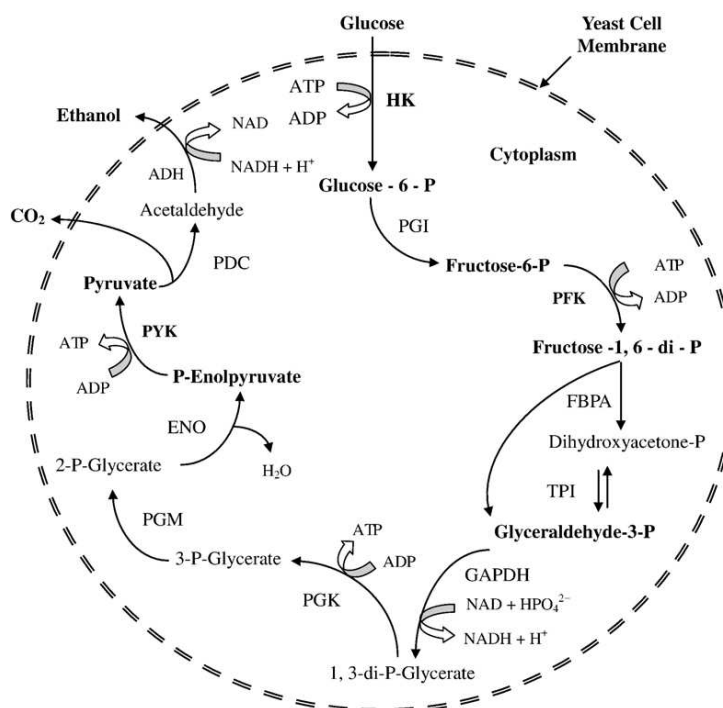 Glucose
Yeast Cell
Membrane
ATP
ADP
HK
Cytoplasm
Ethanol
NAD
NADH + H⁺
ADH
Glucose - 6 - P
Acetaldehyde
CO₂
PGI
PDC
Pyruvate
Fructose-6-P
ATP
ADP
PFK
PYK
ATP
ADP
Fructose -1, 6 - di - P
P-Enolpyruvate
FBPA
ENO
Dihydroxyacetone-P
2-P-Glycerate
H₂O
TPI
Glyceraldehyde-3-P
PGM
ATP
ADP
3-P-Glycerate
GAPDH
PGK
NAD + HPO₄²⁻
NADH + H⁺
1, 3-di-P-Glycerate